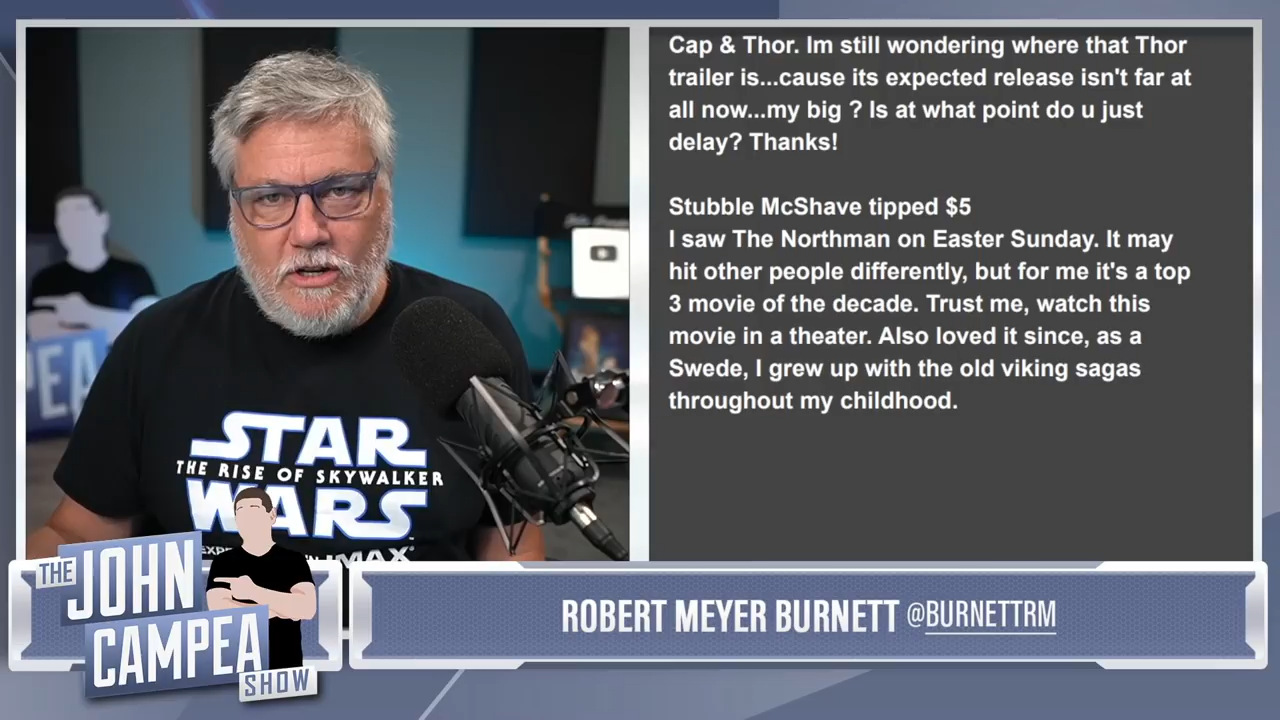 Cap & Thor. Im still wondering where that Thor
trailer is...cause its expected release isn't far at
all now...my big ? Is at what point do u just
delay? Thanks!
Stubble McShave tipped $5
I saw The Northman on Easter Sunday. It may
hit other people differently, but for me it's a top
3 movie of the decade. Trust me, watch this
movie in a theater. Also loved it since, as a
Swede, I grew up with the old viking sagas
throughout my childhood.
STAR
THE RISE OF SKYWALKER
WARS
IMAX
PEA
THE
JOHN
CAMPEA
SHOW
ROBERT MEYER BURNETT @BURNETTRM